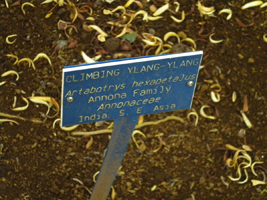 CLIMBING YLANG-YLANG
Artabotrys hexapetalus
Annona Family
Annonaceae
India, S. E Asia